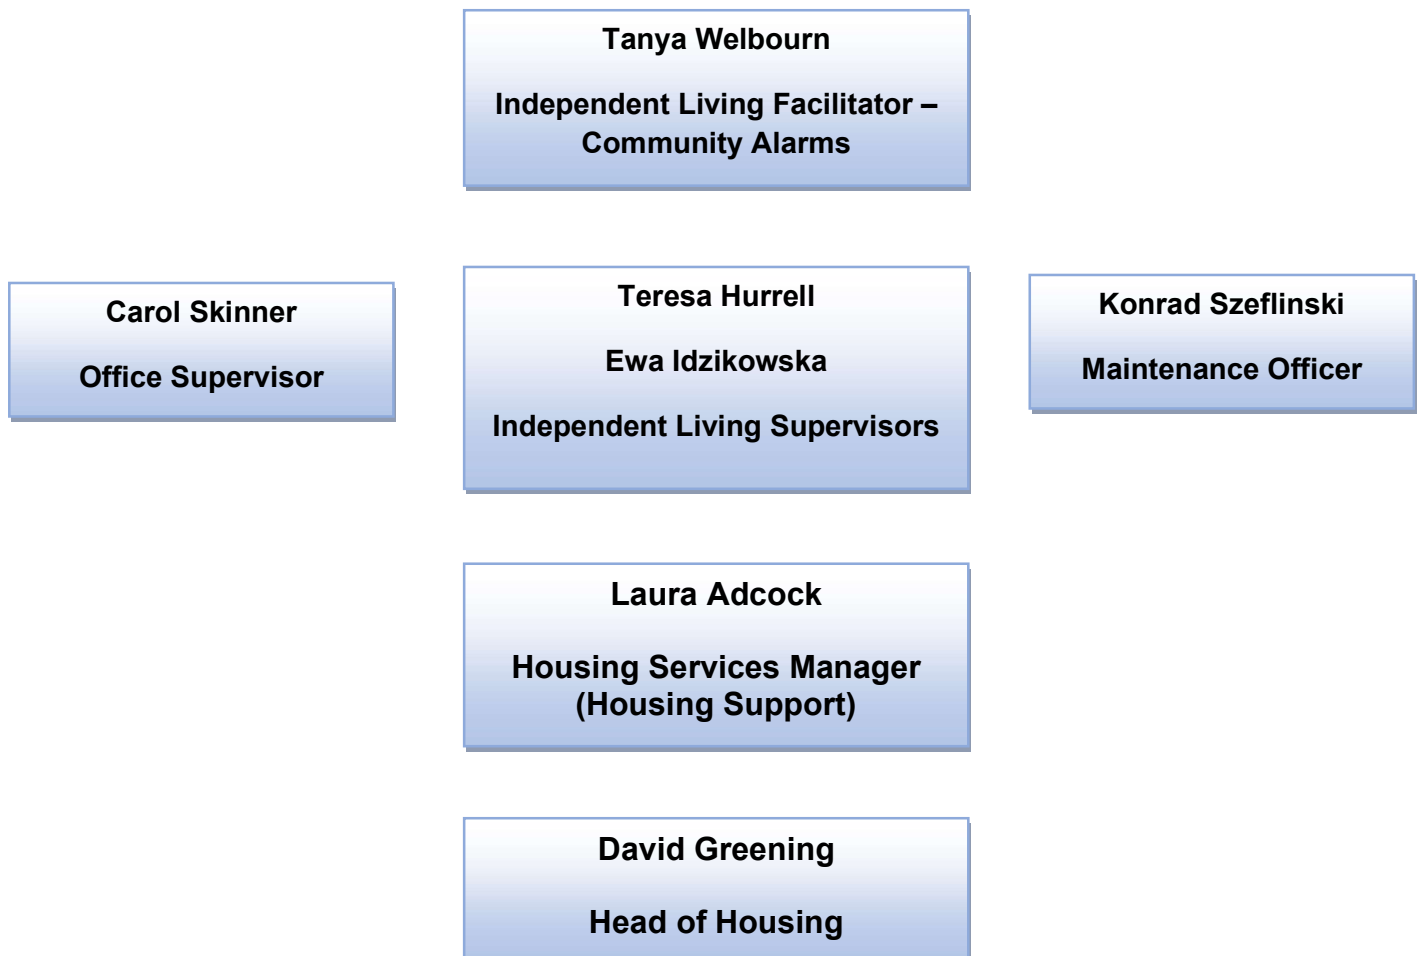 Tanya Welbourn
Independent Living Facilitator –
Community Alarms
Carol Skinner
Office Supervisor
Teresa Hurrell
Ewa Idzikowska
Independent Living Supervisors
Konrad Szeflinski
Maintenance Officer
Laura Adcock
Housing Services Manager
(Housing Support)
David Greening
Head of Housing